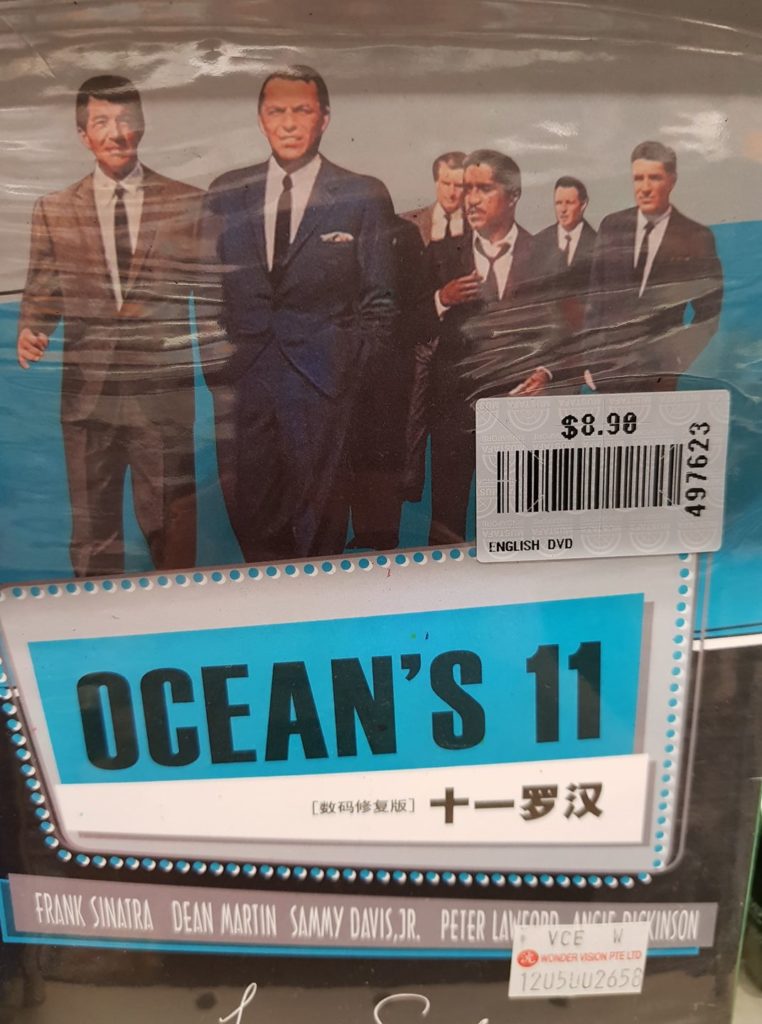 $8.90
497623
ENGLISH DVD
OCEAN'S 11
[数码修复版] 十一罗汉
FRANK SINATRA DEAN MARTIN SAMMY DAVIS, JR. PETER LAWFORD ANGIE DICKINSON
VCE W
WONDER VISION PTE LTD
1205002658